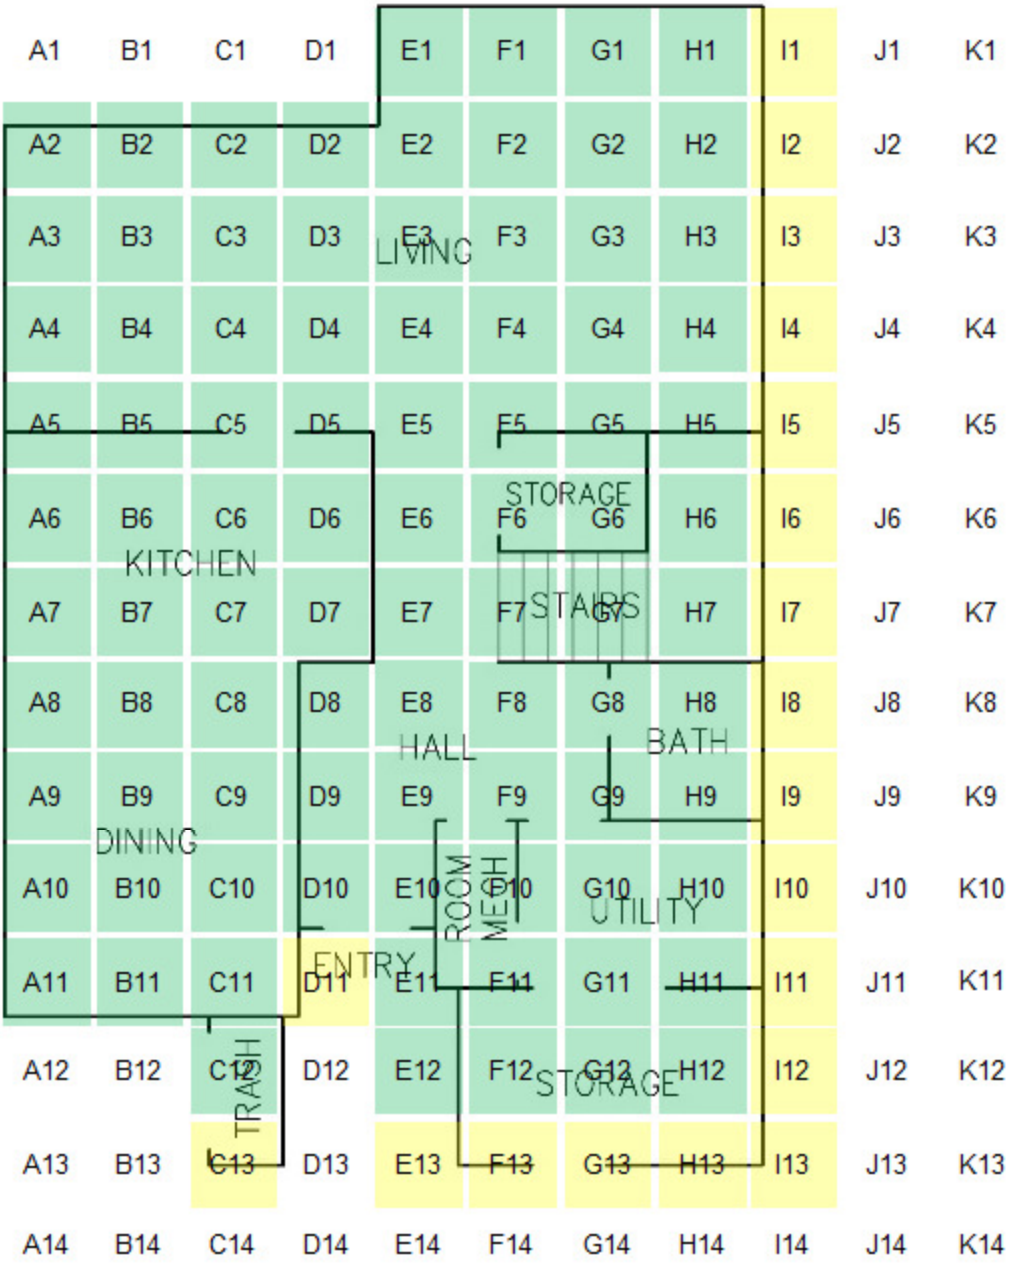 A1 B1 C1 D1 E1 F1 G1 H1 I1 J1 K1
A2 B2 C2 D2 E2 F2 G2 H2 I2 J2 K2
A3 B3 C3 D3 E3 F3 G3 H3 I3 J3 K3
LIVING
A4 B4 C4 D4 E4 F4 G4 H4 I4 J4 K4
A5 B5 C5 D5 E5 F5 G5 H5 I5 J5 K5
STORAGE
A6 B6 C6 D6 E6 F6 G6 H6 I6 J6 K6
KITCHEN
STAIRS
A7 B7 C7 D7 E7 F7 G7 H7 I7 J7 K7
A8 B8 C8 D8 E8 F8 G8 H8 I8 J8 K8
HALL BATH
A9 B9 C9 D9 E9 F9 G9 H9 I9 J9 K9
DINING
A10 B10 C10 D10 E10 F10 G10 H10 I10 J10 K10
ROOM
MECH
UTILITY
ENTRY
A11 B11 C11 D11 E11 F11 G11 H11 I11 J11 K11
A12 B12 C12 D12 E12 F12 G12 H12 I12 J12 K12
TRASH
STORAGE
A13 B13 C13 D13 E13 F13 G13 H13 I13 J13 K13
A14 B14 C14 D14 E14 F14 G14 H14 I14 J14 K14